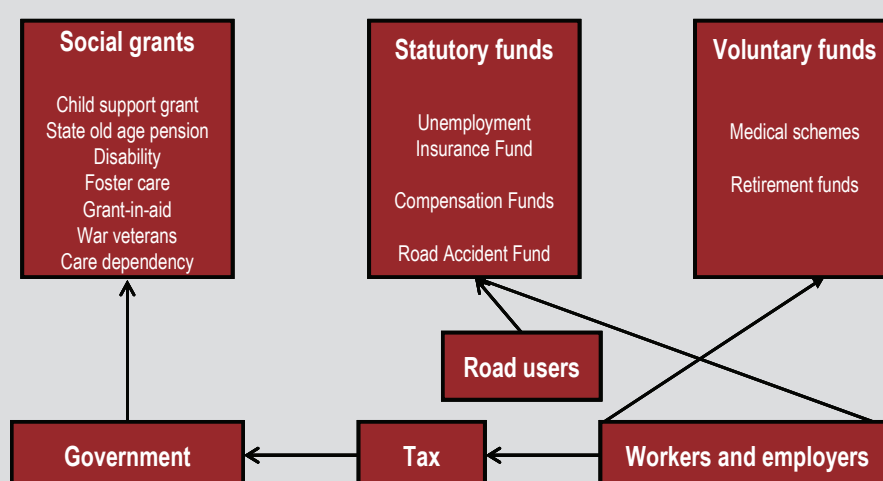 Social grants
Child support grant
State old age pension
Disability
Foster care
Grant-in-aid
War veterans
Care dependency
Statutory funds
Unemployment
Insurance Fund
Compensation Funds
Road Accident Fund
Voluntary funds
Medical schemes
Retirement funds
Road users
Government
Tax
Workers and employers